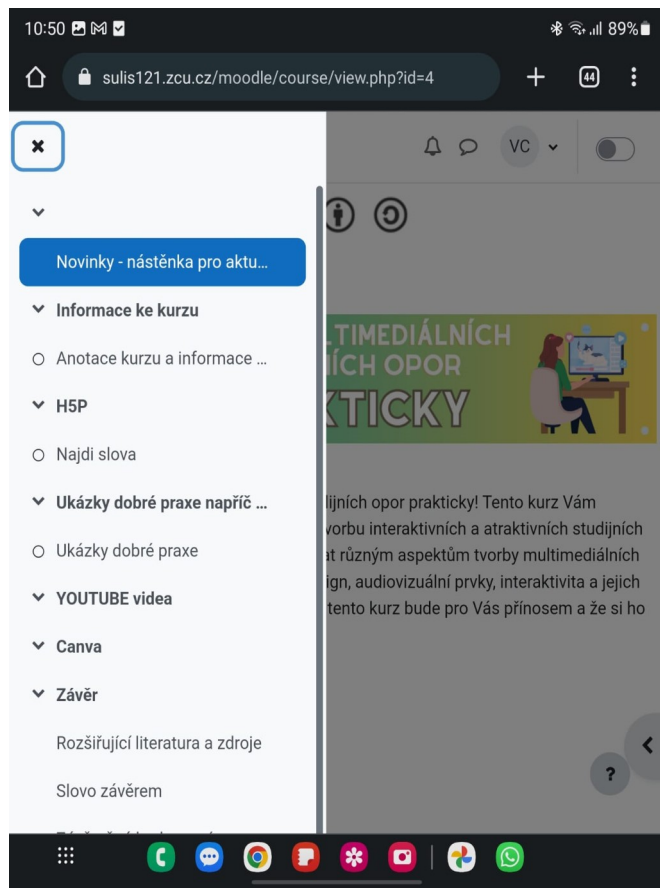 10:50
89%
sulis121.zcu.cz/moodle/course/view.php?id=4
44
VC
Novinky - nástěnka pro aktu...
Informace ke kurzu
Anotace kurzu a informace ...
H5P
Najdi slova
Ukázky dobré praxe napříč ...
Ukázky dobré praxe
YOUTUBE videa
Canva
Závěr
Rozšiřující literatura a zdroje
Slovo závěrem
LTIMEDIÁLNÍCH
ÍCH OPOR
KTICKY
lijních opor prakticky! Tento kurz Vám
vorbu interaktivních a atraktivních studijních
at různým aspektům tvorby multimediálních
ign, audiovizuální prvky, interaktivita a jejich
tento kurz bude pro Vás přínosem a že si ho
?